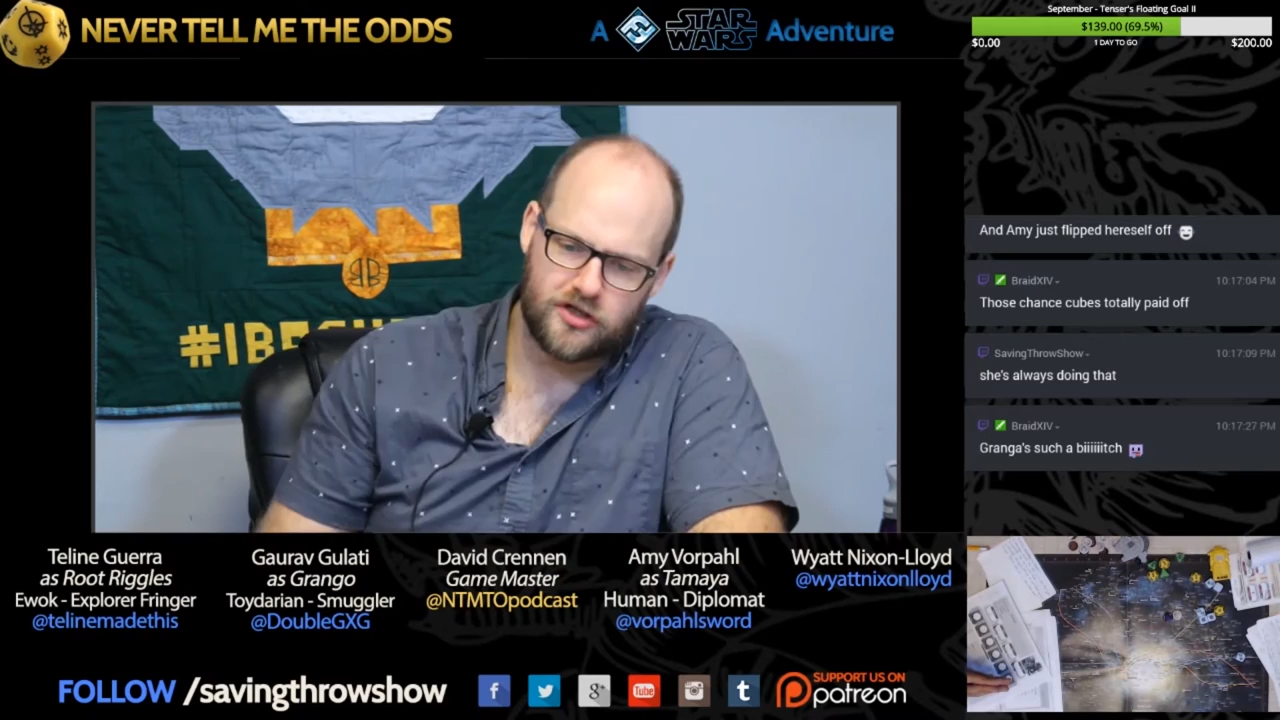 NEVER TELL ME THE ODDS
A STAR WARS Adventure
September - Tenser's Floating Goal II
$139.00 (69.5%)
$0.00 1 DAY TO GO $200.00
And Amy just flipped hereself off
BraidXIV 10:17:04 PM
Those chance cubes totally paid off
SavingThrowShow 10:17:09 PM
she's always doing that
BraidXIV 10:17:27 PM
Granga's such a biiiiiitch
Teline Guerra
as Root Riggles
Ewok - Explorer Fringer
@telinemadethis
Gaurav Gulati
as Grango
Toydarian - Smuggler
@DoubleGXG
David Crennen
Game Master
@NTMTOpodcast
Amy Vorpahl
as Tamaya
Human - Diplomat
@vorpahlsword
Wyatt Nixon-Lloyd
@wyattnixonlloyd
FOLLOW /savingthrowshow
f
g+
You Tube
t
SUPPORT US ON
patreon